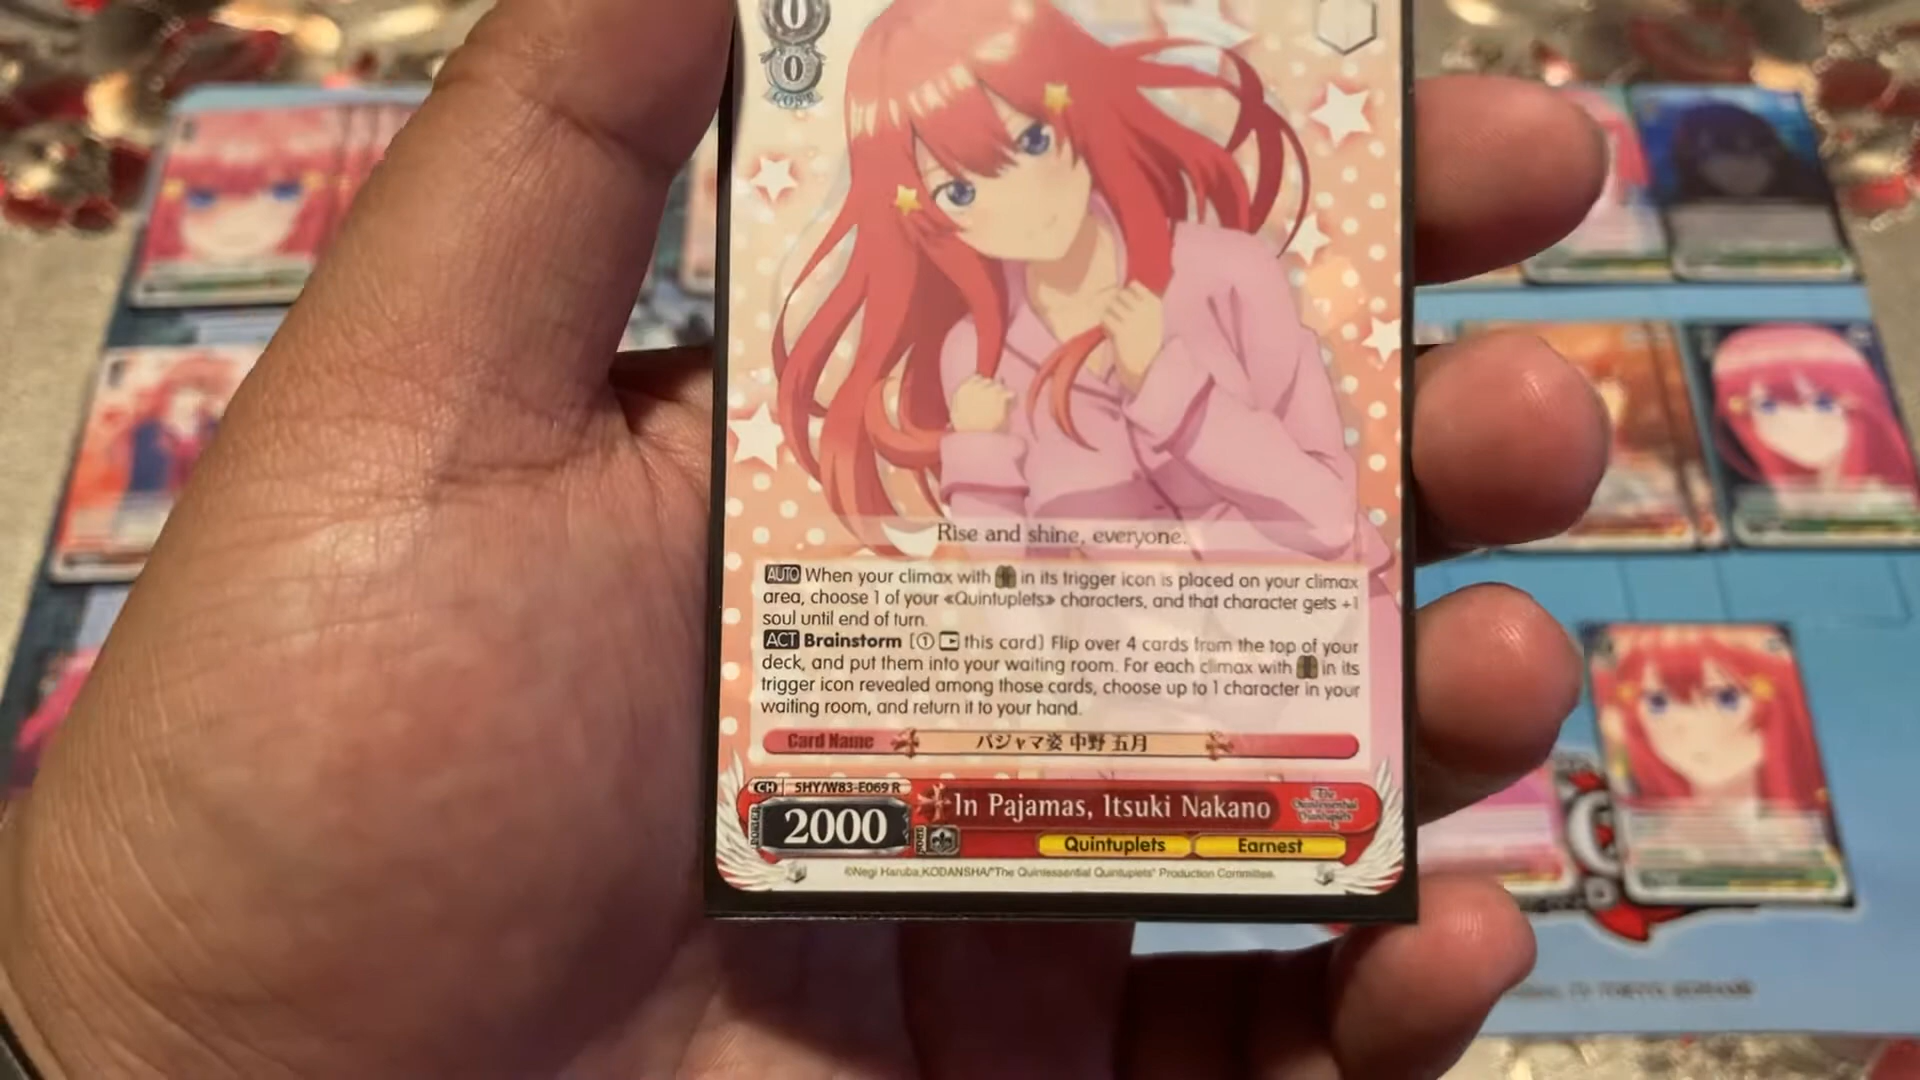 0
0
COST
Rise and shine, everyone.
AUTO When your climax with in its trigger icon is placed on your climax
area, choose 1 of your «Quintuplets» characters, and that character gets +1
soul until end of turn.
ACT Brainstorm [① this card] Flip over 4 cards from the top of your
deck, and put them into your waiting room. For each climax with in its
trigger icon revealed among those cards, choose up to 1 character in your
waiting room, and return it to your hand.
Card Name パジャマ姿 中野 五月
CH 5HY/W83-E069 R
In Pajamas, Itsuki Nakano
The Quintessential Quintuplets
POWER 2000 SOUL
Quintuplets Earnest
©Negi Haruba,KODANSHA/"The Quintessential Quintuplets" Production Committee.